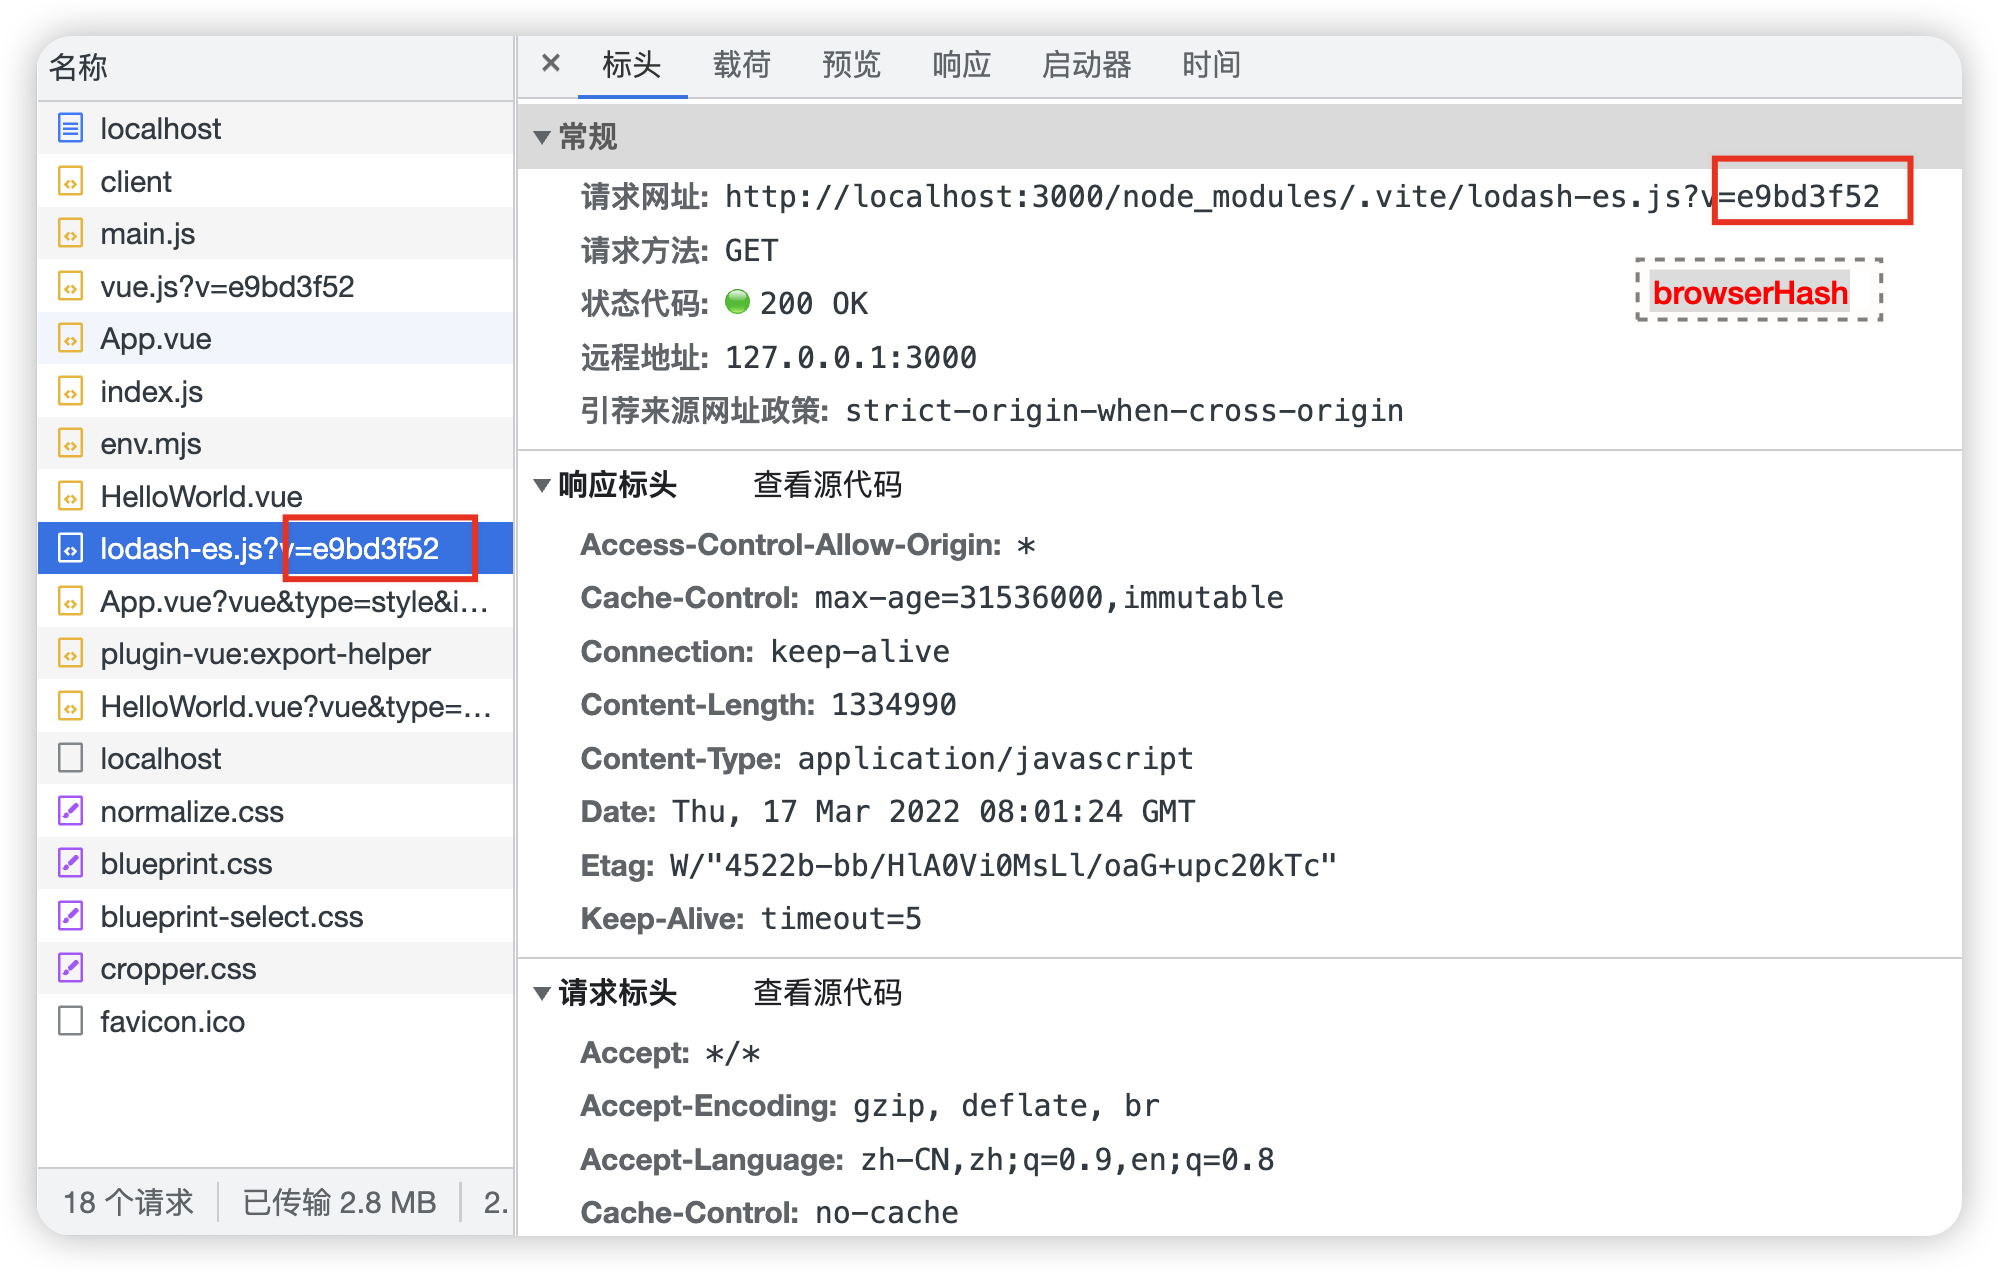 名称
localhost
client
main.js
vue.js?v=e9bd3f52
App.vue
index.js
env.mjs
HelloWorld.vue
lodash-es.js?v=e9bd3f52
App.vue?vue&type=style&i…
plugin-vue:export-helper
HelloWorld.vue?vue&type=…
localhost
normalize.css
blueprint.css
blueprint-select.css
cropper.css
favicon.ico
18 个请求 已传输 2.8 MB 2.
× 标头 载荷 预览 响应 启动器 时间
常规
请求网址: http://localhost:3000/node_modules/.vite/lodash-es.js?v=e9bd3f52
请求方法: GET
browserHash
状态代码: 200 OK
远程地址: 127.0.0.1:3000
引荐来源网址政策: strict-origin-when-cross-origin
响应标头 查看源代码
Access-Control-Allow-Origin: *
Cache-Control: max-age=31536000,immutable
Connection: keep-alive
Content-Length: 1334990
Content-Type: application/javascript
Date: Thu, 17 Mar 2022 08:01:24 GMT
Etag: W/"4522b-bb/HlA0Vi0MsLl/oaG+upc20kTc"
Keep-Alive: timeout=5
请求标头 查看源代码
Accept: */*
Accept-Encoding: gzip, deflate, br
Accept-Language: zh-CN,zh;q=0.9,en;q=0.8
Cache-Control: no-cache